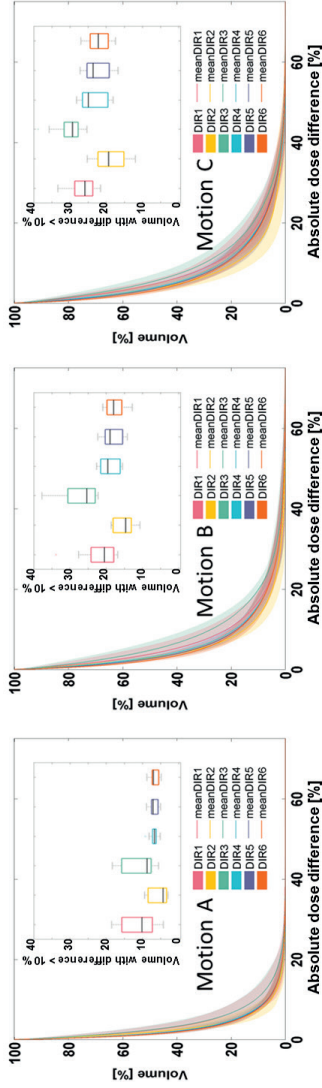 Volume [%]
100
80
60
40
20
0
Volume with difference > 10%
40
30
20
10
0
Motion A
DIR1 meanDIR1
DIR2 meanDIR2
DIR3 meanDIR3
DIR4 meanDIR4
DIR5 meanDIR5
DIR6 meanDIR6
0 20 40 60
Absolute dose difference [%]
Volume [%]
100
80
60
40
20
0
Volume with difference > 10%
40
30
20
10
0
Motion B
DIR1 meanDIR1
DIR2 meanDIR2
DIR3 meanDIR3
DIR4 meanDIR4
DIR5 meanDIR5
DIR6 meanDIR6
0 20 40 60
Absolute dose difference [%]
Volume [%]
100
80
60
40
20
0
Volume with difference > 10%
40
30
20
10
0
Motion C
DIR1 meanDIR1
DIR2 meanDIR2
DIR3 meanDIR3
DIR4 meanDIR4
DIR5 meanDIR5
DIR6 meanDIR6
0 20 40 60
Absolute dose difference [%]